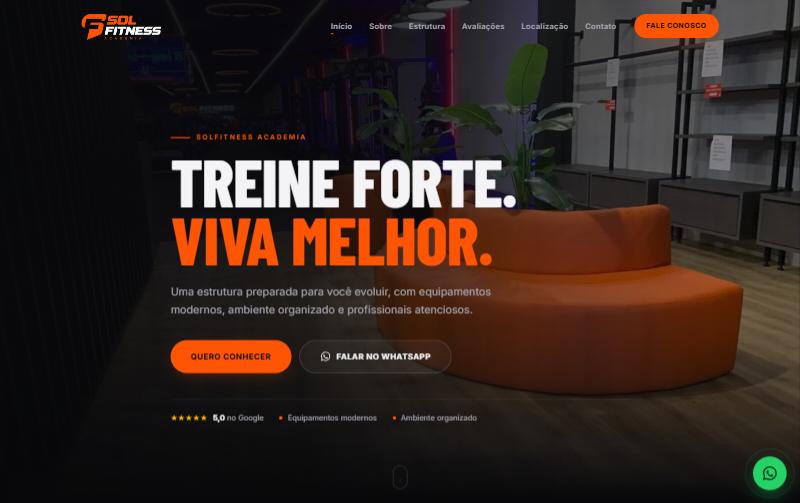 SOL
FITNESS
ACADEMIA
Início Sobre Estrutura Avaliações Localização Contato FALE CONOSCO
SOLFITNESS ACADEMIA
TREINE FORTE.
VIVA MELHOR.
Uma estrutura preparada para você evoluir, com equipamentos
modernos, ambiente organizado e profissionais atenciosos.
QUERO CONHECER FALAR NO WHATSAPP
★★★★★ 5,0 no Google • Equipamentos modernos • Ambiente organizado